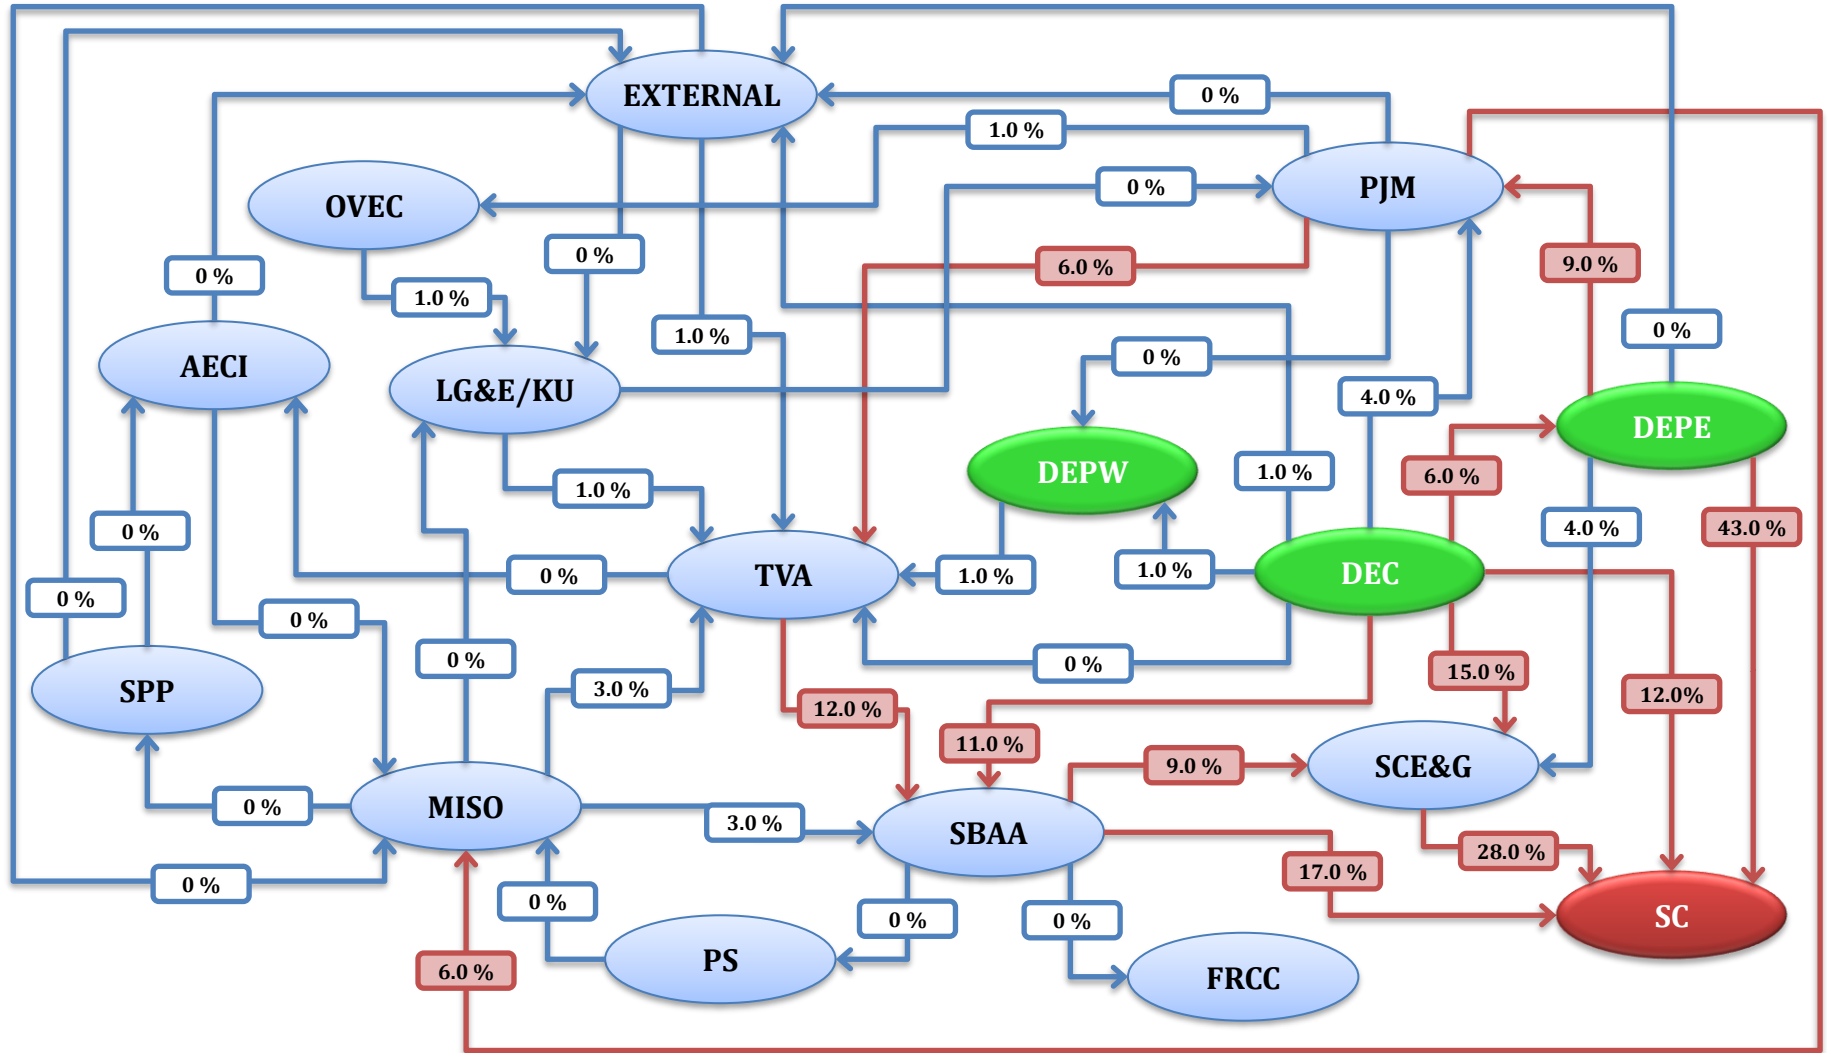 EXTERNAL
0 %
1.0 %
PJM
0 %
OVEC
0 %
6.0 %
9.0 %
0 %
1.0 %
1.0 %
0 %
0 %
AECI
LG&E/KU
4.0 %
DEPE
DEPW
1.0 %
6.0 %
1.0 %
0 %
4.0 %
43.0 %
0 %
TVA
1.0 %
1.0 %
DEC
0 %
0 %
0 %
0 %
15.0 %
SPP
3.0 %
12.0 %
12.0%
11.0 %
9.0 %
SCE&G
0 %
MISO
3.0 %
SBAA
28.0 %
17.0 %
0 %
0 %
0 %
0 %
SC
PS
6.0 %
FRCC